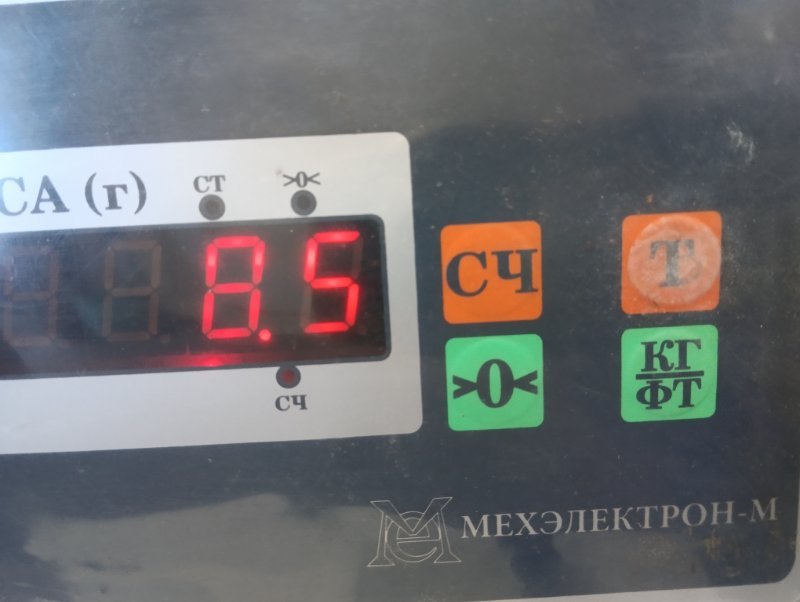 СА (г)
СТ >0<
8.5
СЧ
СЧ Т
>0< КГ
ФТ
МЕХЭЛЕКТРОН-М